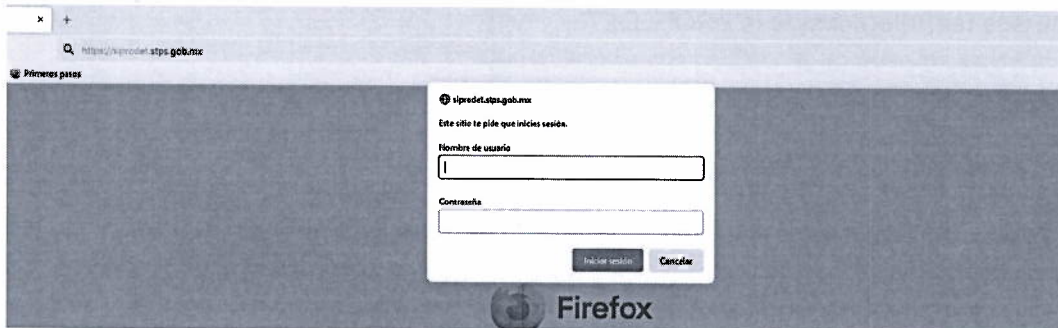 × +
https://sipredet.stps.gob.mx
Primeros pasos
sipredet.stps.gob.mx
Este sitio te pide que inicies sesión.
Nombre de usuario
Contraseña
Iniciar sesión Cancelar
Firefox